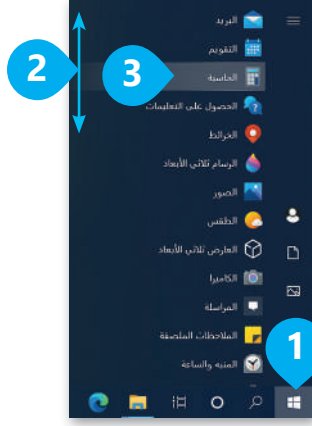 البريد
التقويم
2
3
الحاسبة
الحصول على التعليمات
الخرائط
الرسام ثلاثي الأبعاد
الصور
الطقس
العارض ثلاثي الأبعاد
الكاميرا
المراسلة
الملاحظات الملصقة
1
المنبه والساعة